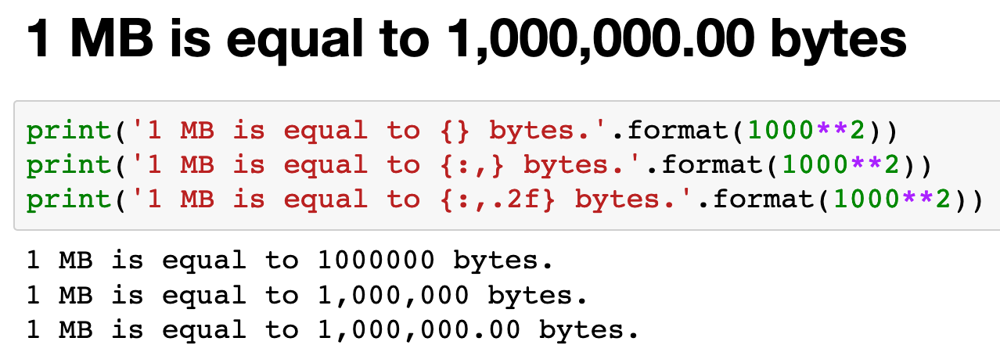 1 MB is equal to 1,000,000.00 bytes
print('1 MB is equal to {} bytes.'.format(1000**2))
print('1 MB is equal to {:,} bytes.'.format(1000**2))
print('1 MB is equal to {:,.2f} bytes.'.format(1000**2))
1 MB is equal to 1000000 bytes.
1 MB is equal to 1,000,000 bytes.
1 MB is equal to 1,000,000.00 bytes.